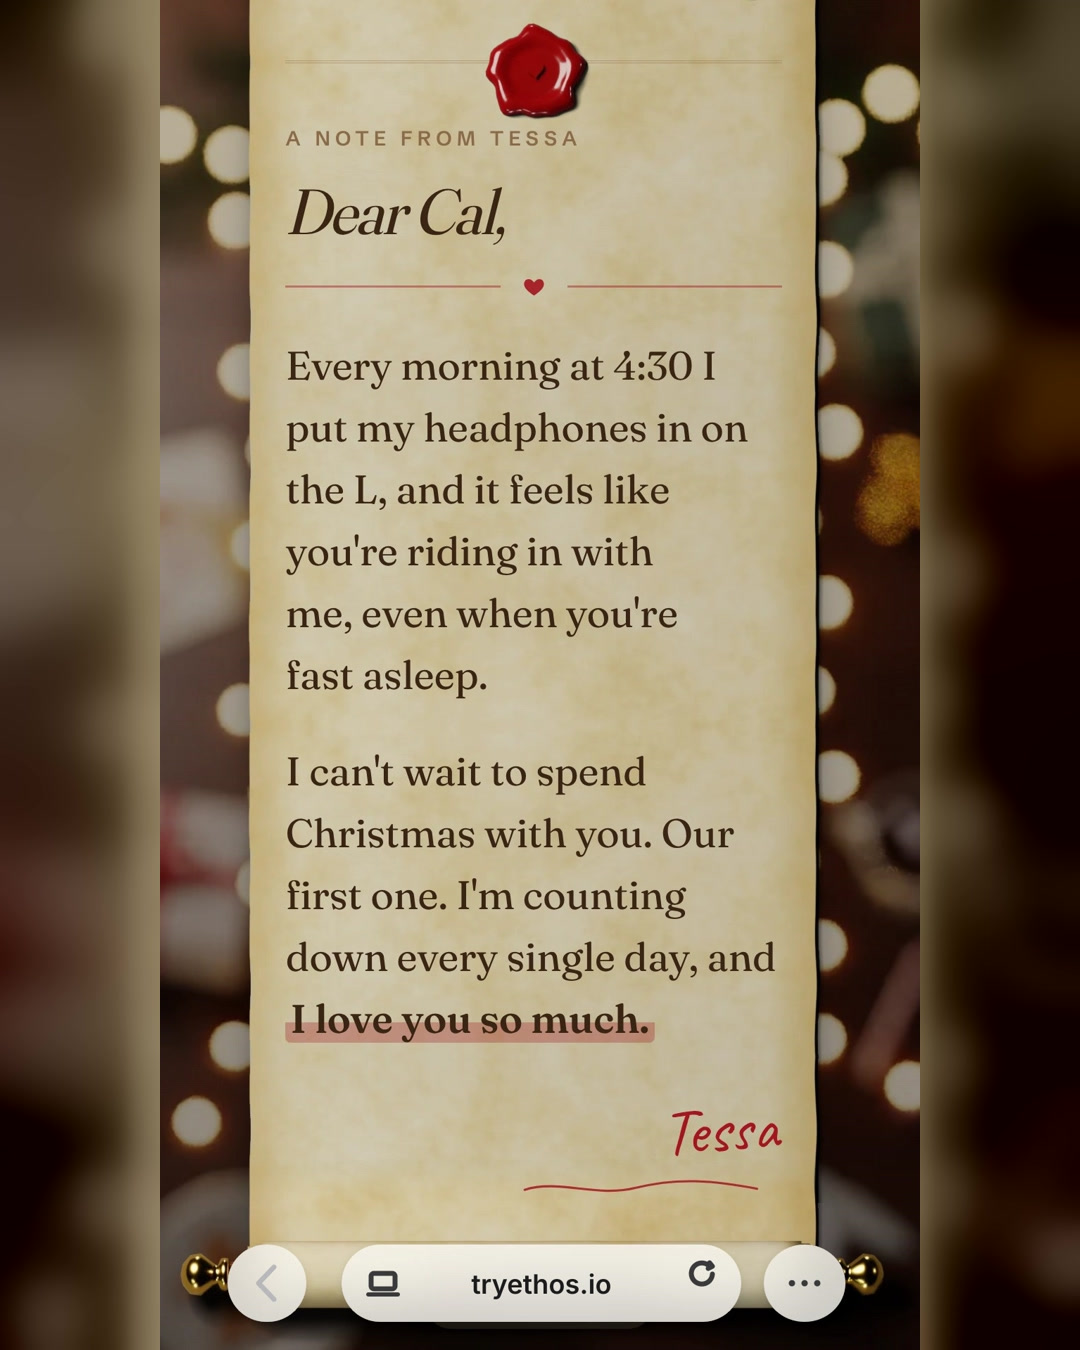 A NOTE FROM TESSA
Dear Cal,
Every morning at 4:30 I
put my headphones in on
the L, and it feels like
you're riding in with
me, even when you're
fast asleep.
I can't wait to spend
Christmas with you. Our
first one. I'm counting
down every single day, and
I love you so much.
Tessa
tryethos.io